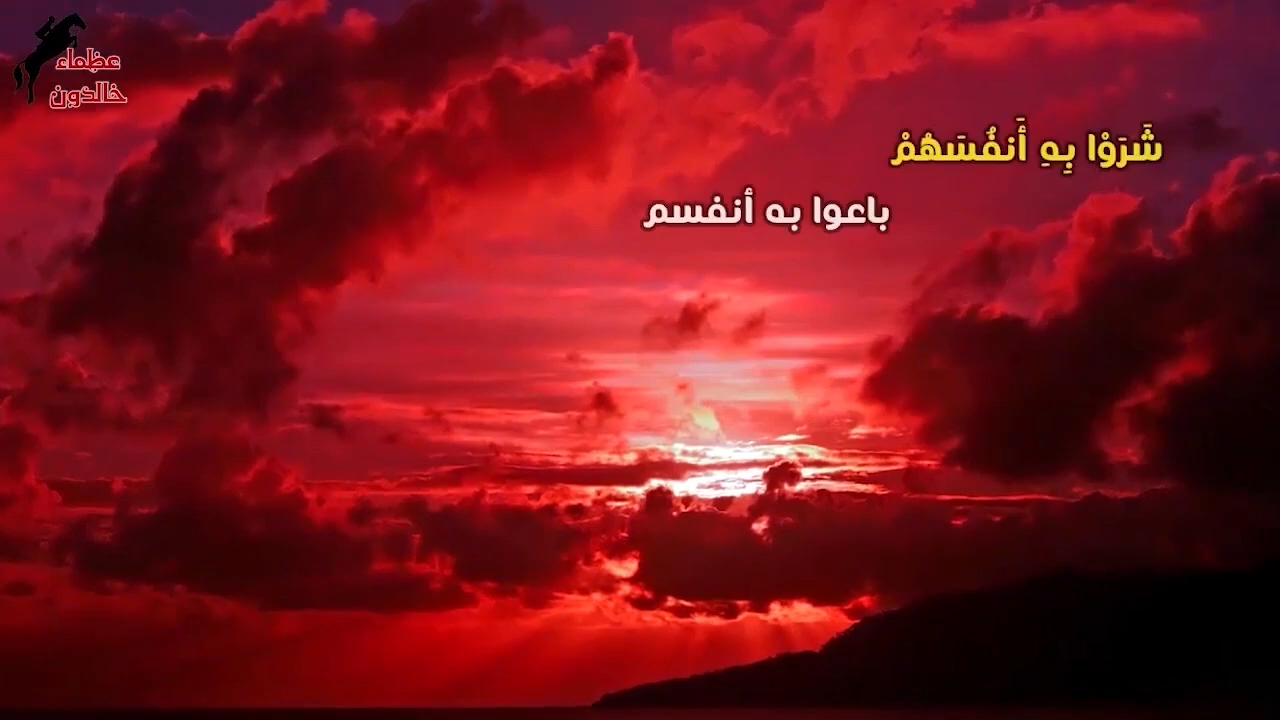 عظماء
خالدون
شَرَوْا بِهِ أَنفُسَهُمْ
باعوا به أنفسم